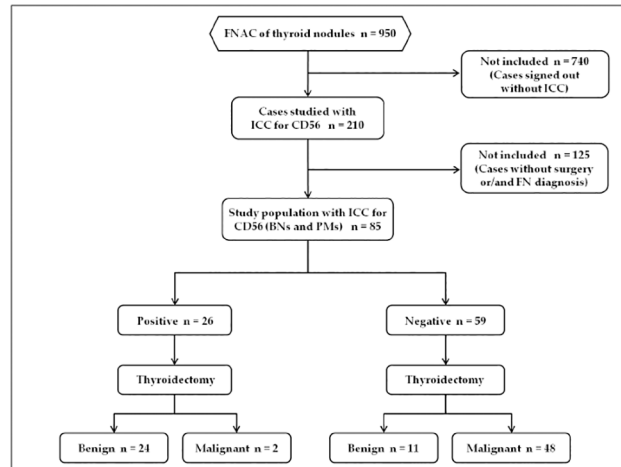 FNAC of thyroid nodules n = 950
Not included n = 740
(Cases signed out
without ICC)
Cases studied with
ICC for CD56
n = 210
Not included n = 125
(Cases without surgery
or/and FN diagnosis)
Study population with ICC for
CD56 (BNs and PMs) n = 85
Positive n = 26
Negative n = 59
Thyroidectomy
Thyroidectomy
Benign n = 24
Malignant n = 2
Benign n = 11
Malignant n = 48